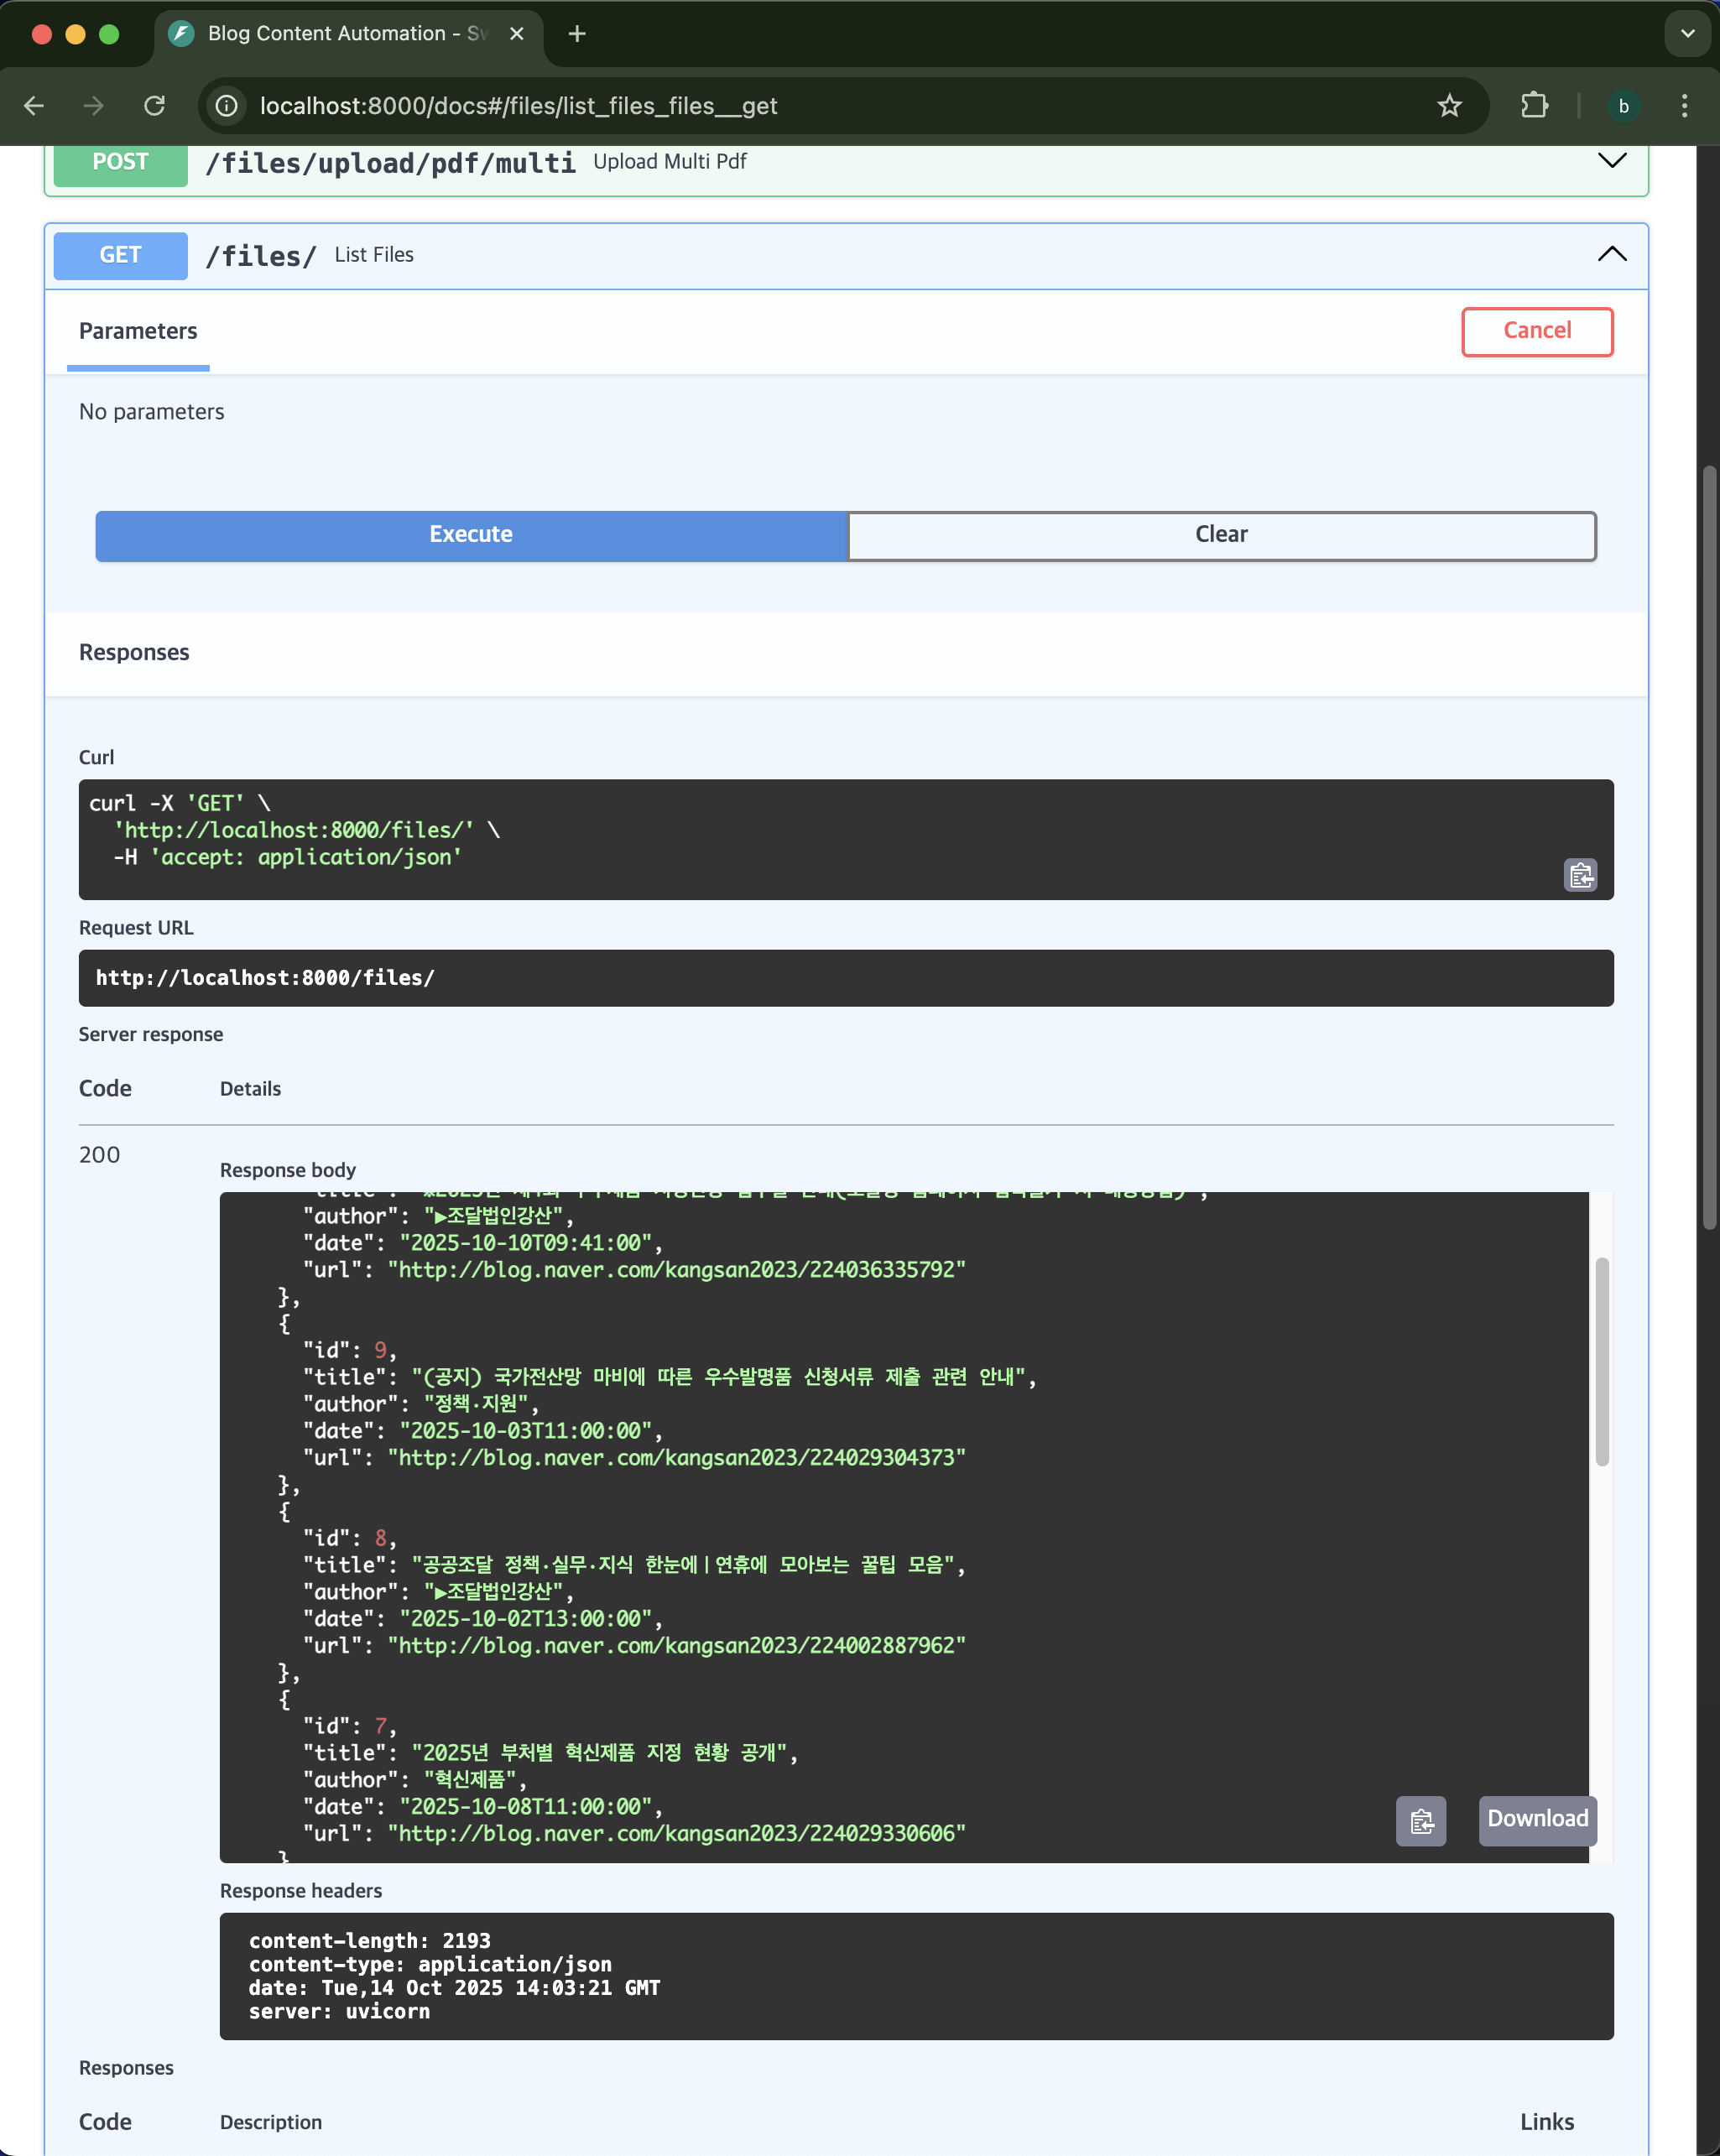 Blog Content Automation - Sw
localhost:8000/docs#/files/list_files_files__get
b
POST /files/upload/pdf/multi Upload Multi Pdf
GET /files/ List Files
Parameters
Cancel
No parameters
Execute
Clear
Responses
Curl
curl -X 'GET' \
'http://localhost:8000/files/' \
-H 'accept: application/json'
Request URL
http://localhost:8000/files/
Server response
Code Details
200
Response body
"author": "▶조달법인강산",
"date": "2025-10-10T09:41:00",
"url": "http://blog.naver.com/kangsan2023/224036335792"
},
{
"id": 9,
"title": "(공지) 국가전산망 마비에 따른 우수발명품 신청서류 제출 관련 안내",
"author": "정책·지원",
"date": "2025-10-03T11:00:00",
"url": "http://blog.naver.com/kangsan2023/224029304373"
},
{
"id": 8,
"title": "공공조달 정책·실무·지식 한눈에ㅣ연휴에 모아보는 꿀팁 모음",
"author": "▶조달법인강산",
"date": "2025-10-02T13:00:00",
"url": "http://blog.naver.com/kangsan2023/224002887962"
},
{
"id": 7,
"title": "2025년 부처별 혁신제품 지정 현황 공개",
"author": "혁신제품",
"date": "2025-10-08T11:00:00",
"url": "http://blog.naver.com/kangsan2023/224029330606"
}
Download
Response headers
content-length: 2193
content-type: application/json
date: Tue,14 Oct 2025 14:03:21 GMT
server: uvicorn
Responses
Code Description Links